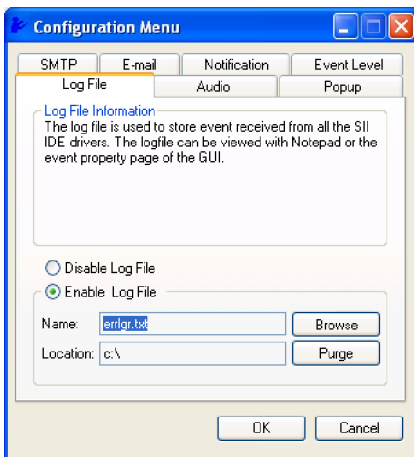 Configuration Menu
SMTP
E-mail
Notification
Event Level
Log File
Audio
Popup
Log File Information
The log file is used to store event received from all the SII
IDE drivers. The logfile can be viewed with Notepad or the
event property page of the GUI.
Disable Log File
Enable Log File
Name: errlgr.txt Browse
Location: c:\ Purge
OK Cancel